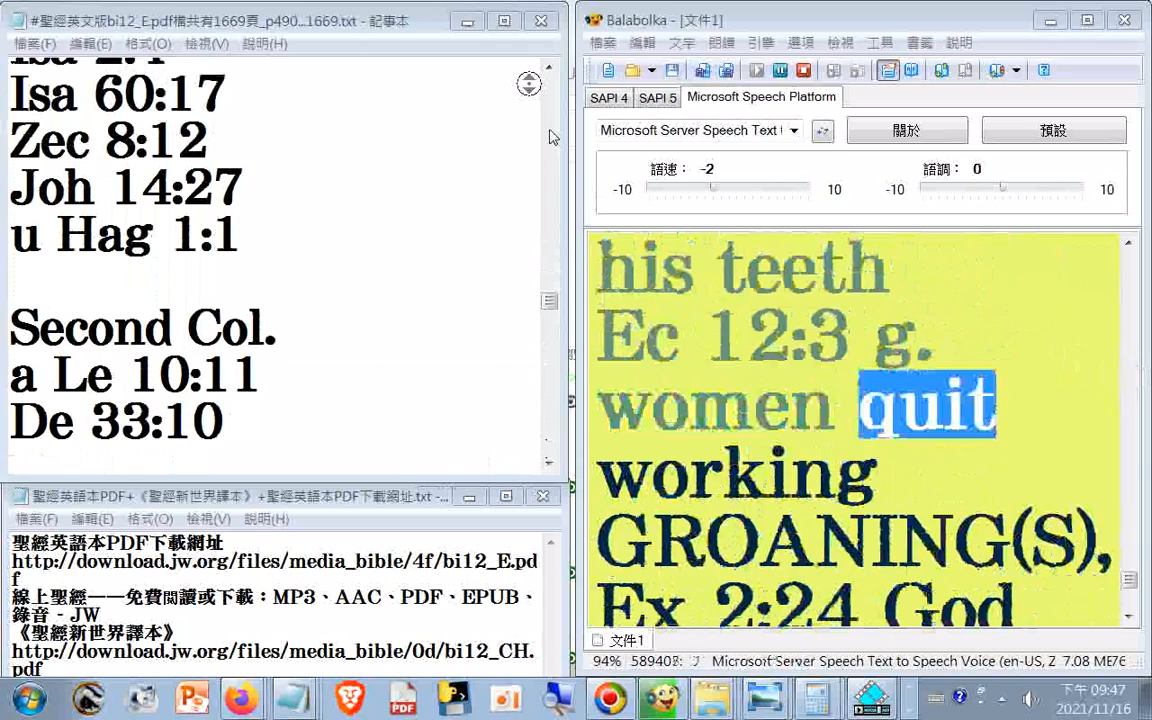 #聖經英文版bi12_E.pdf檔共有1669頁_p490...1669.txt - 記事本
檔案(F) 編輯(E) 格式(O) 檢視(V) 說明(H)
Isa 2:4
Isa 60:17
Zec 8:12
Joh 14:27
u Hag 1:1
Second Col.
a Le 10:11
De 33:10
聖經英語本PDF+《聖經新世界譯本》+聖經英語本PDF下載網址.txt -...
檔案(F) 編輯(E) 格式(O) 檢視(V) 說明(H)
聖經英語本PDF下載網址
http://download.jw.org/files/media_bible/4f/bi12_E.pd
f
線上聖經——免費閱讀或下載：MP3、AAC、PDF、EPUB、
錄音 - JW
《聖經新世界譯本》
http://download.jw.org/files/media_bible/0d/bi12_CH.
pdf
Balabolka - [文件1]
檔案 編輯 文字 朗讀 引擎 選項 檢視 工具 書籤 說明
SAPI 4 SAPI 5 Microsoft Speech Platform
Microsoft Server Speech Text 關於 預設
語速： -2 語調： 0
-10 10 -10 10
his teeth
Ec 12:3 g.
women quit
working
GROANING(S),
Ex 2:24 God
文件1
94% Microsoft Server Speech Text to Speech Voice (en-US, Z 7.08 ME
PDF
下午 09:47
2021/11/16